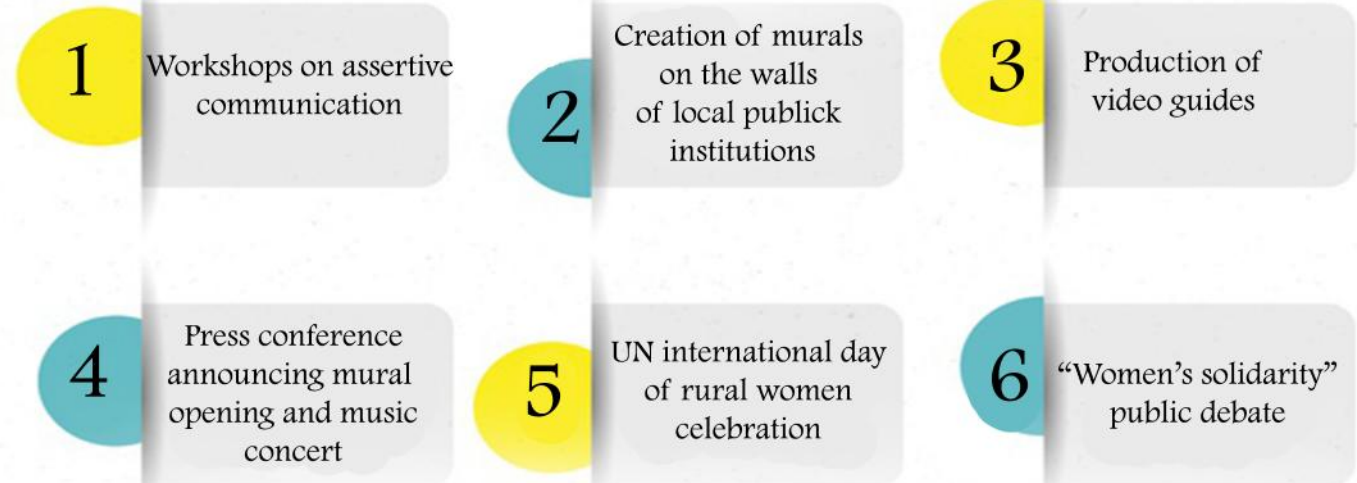 1
Workshops on assertive
communication
2
Creation of murals
on the walls
of local publick
institutions
3
Production of
video guides
4
Press conference
announcing mural
opening and music
concert
5
UN international day
of rural women
celebration
6
“Women’s solidarity”
public debate